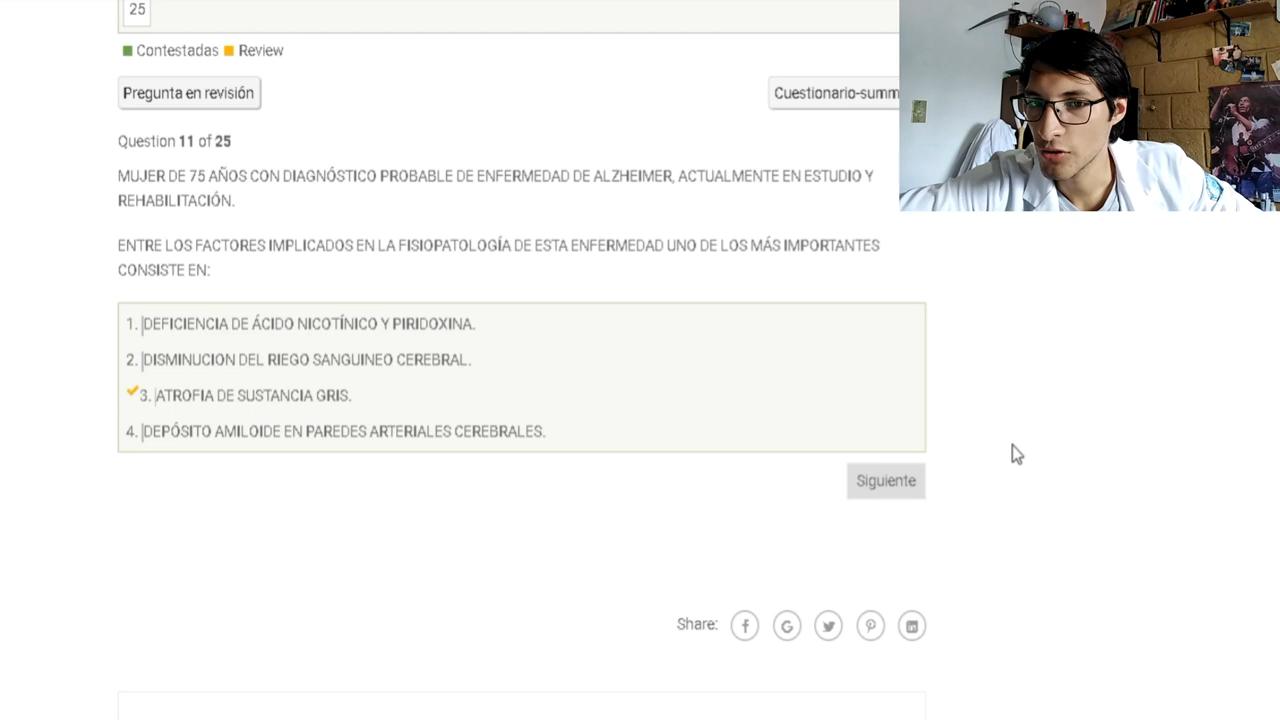 25
Contestadas Review
Pregunta en revisión
Cuestionario-summ
Question 11 of 25
MUJER DE 75 AÑOS CON DIAGNÓSTICO PROBABLE DE ENFERMEDAD DE ALZHEIMER, ACTUALMENTE EN ESTUDIO Y
REHABILITACIÓN.
ENTRE LOS FACTORES IMPLICADOS EN LA FISIOPATOLOGÍA DE ESTA ENFERMEDAD UNO DE LOS MÁS IMPORTANTES
CONSISTE EN:
1. DEFICIENCIA DE ÁCIDO NICOTÍNICO Y PIRIDOXINA.
2. DISMINUCION DEL RIEGO SANGUINEO CEREBRAL.
3. ATROFIA DE SUSTANCIA GRIS.
4. DEPÓSITO AMILOIDE EN PAREDES ARTERIALES CEREBRALES.
Siguiente
Share: